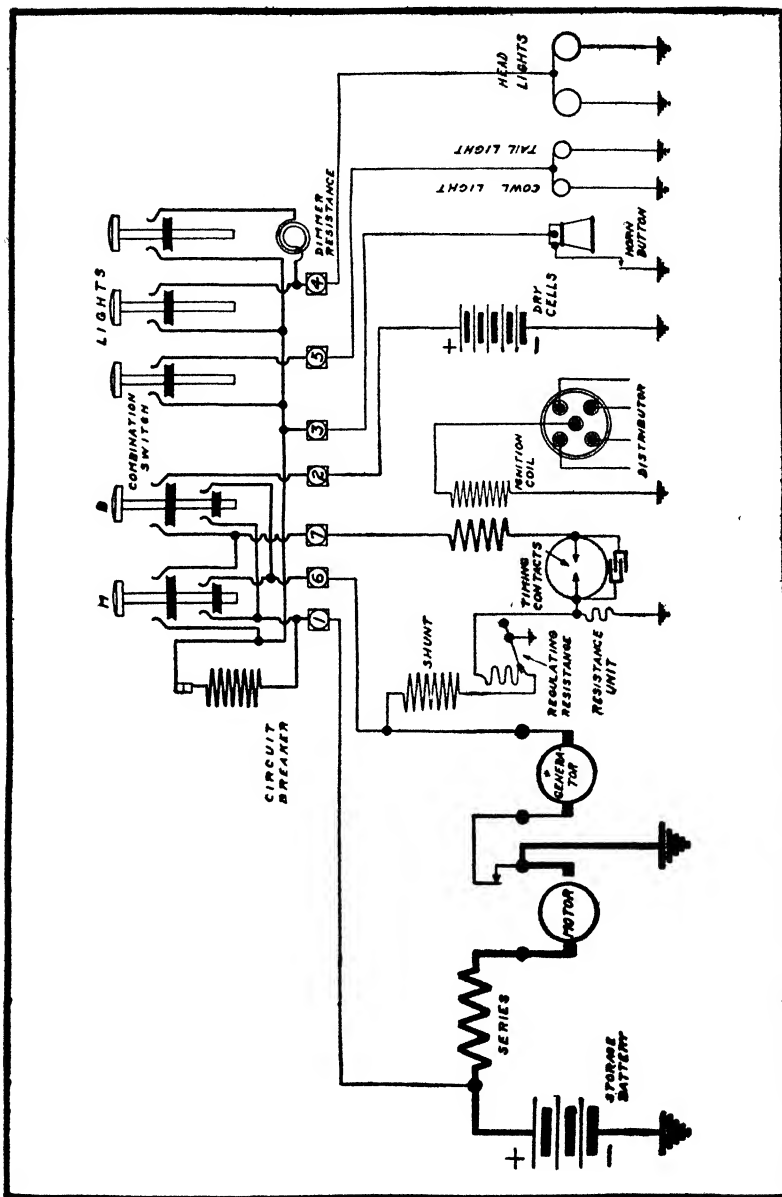 HEAD
LIGHTS
TAIL LIGHT
COWL LIGHT
HORN
BUTTON
LIGHTS
DIMMER
RESISTANCE
COMBINATION
SWITCH
B
M
4
5
3
2
7
6
1
+
DRY
CELLS
-
IGNITION
COIL
DISTRIBUTOR
TIMING
CONTACTS
CIRCUIT
BREAKER
SHUNT
REGULATING
RESISTANCE
RESISTANCE
UNIT
GENERA-
TOR
MOTOR
SERIES
+
STORAGE
BATTERY
-